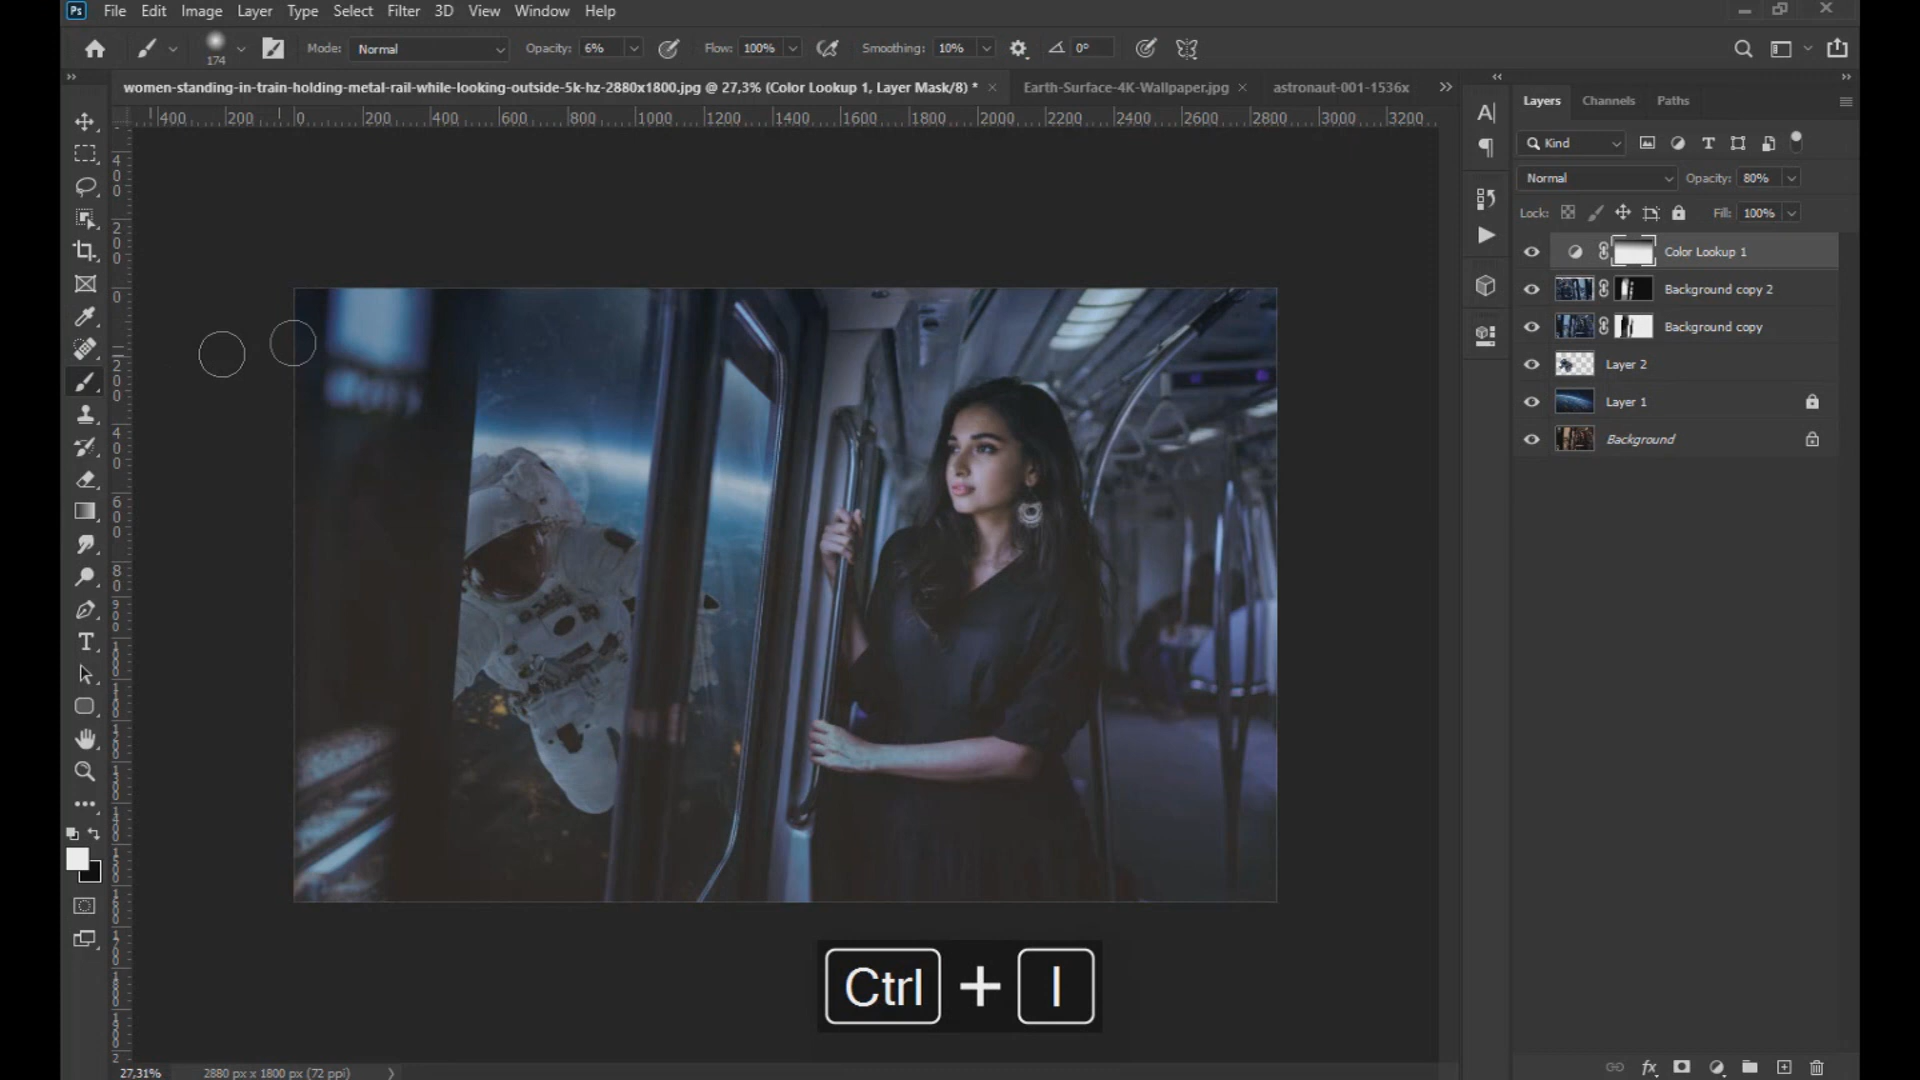 Ps File Edit Image Layer Type Select Filter 3D View Window Help
174 Mode: Normal Opacity: 6% Flow: 100% Smoothing: 10% 0°
women-standing-in-train-holding-metal-rail-while-looking-outside-5k-hz-2880x1800.jpg @ 27,3% (Color Lookup 1, Layer Mask/8) * Earth-Surface-4K-Wallpaper.jpg astronaut-001-1536x
400 200 0 200 400 600 800 1000 1200 1400 1600 1800 2000 2200 2400 2600 2800 3000 3200
Layers Channels Paths
Kind
Normal Opacity: 80%
Lock: Fill: 100%
Color Lookup 1
Background copy 2
Background copy
Layer 2
Layer 1
Background
Ctrl + I
27,31% 2880 px x 1800 px (72 ppi)